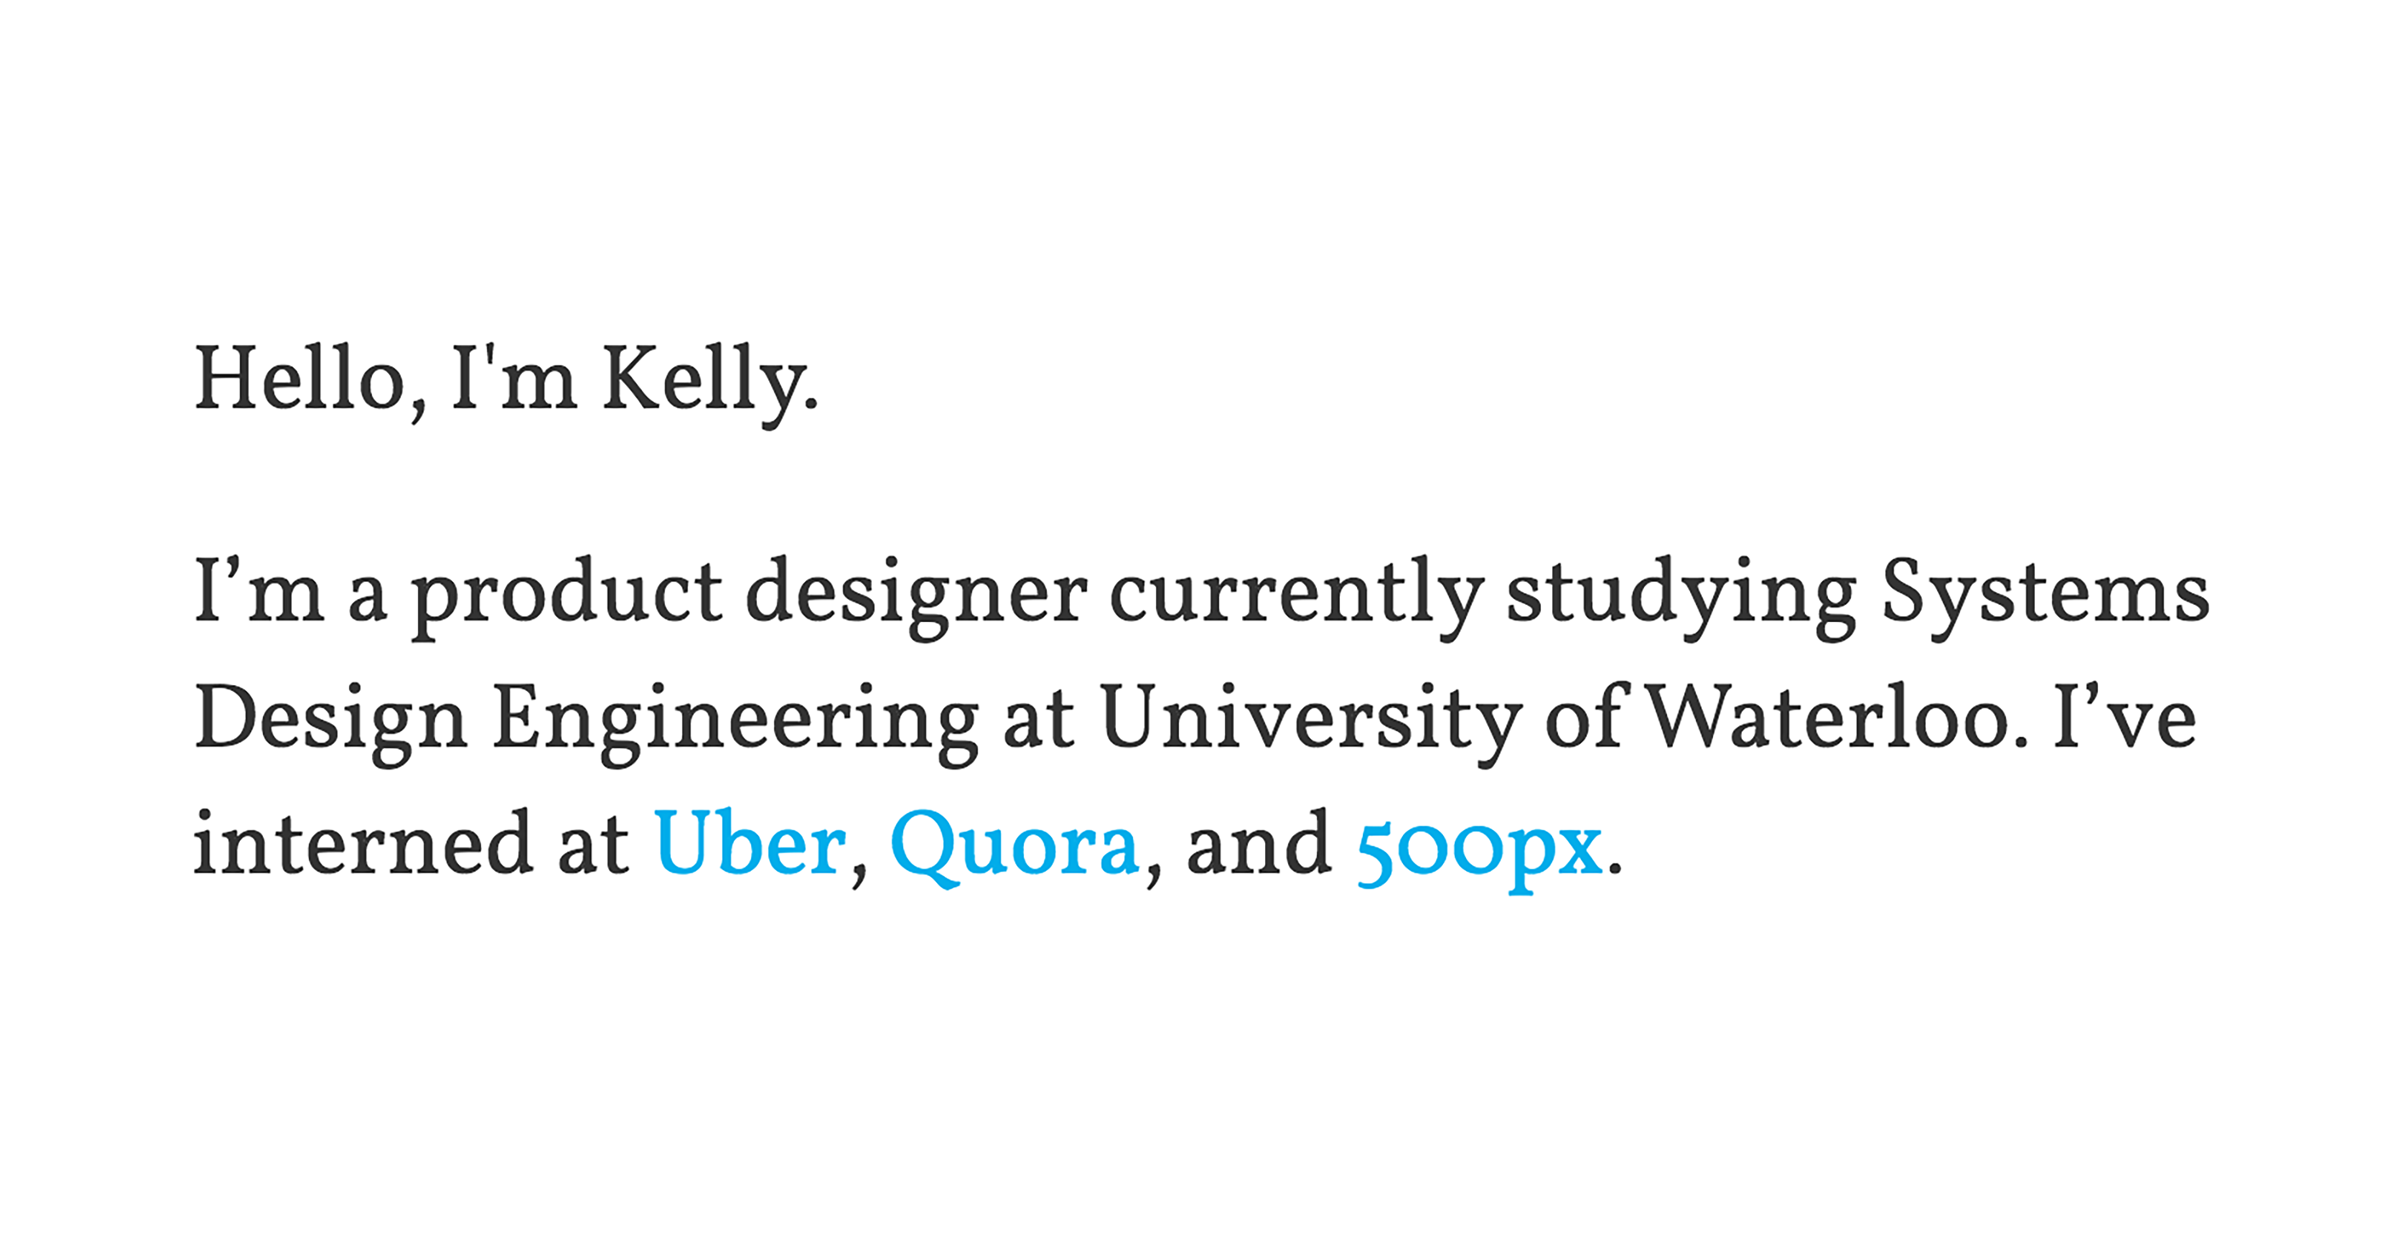 Hello, I'm Kelly.
I’m a product designer currently studying Systems
Design Engineering at University of Waterloo. I’ve
interned at Uber, Quora, and 500px.